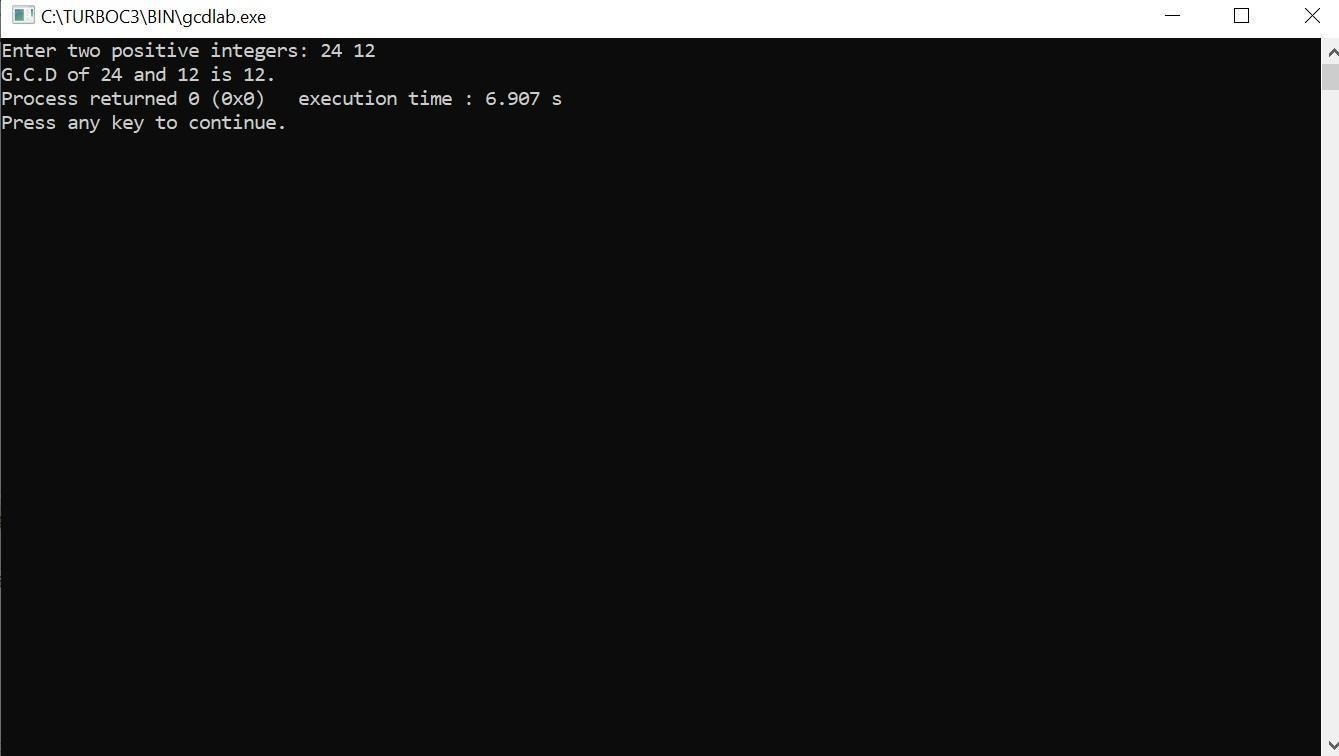 C:\TURBOC3\BIN\gcdlab.exe
Enter two positive integers: 24 12
G.C.D of 24 and 12 is 12.
Process returned 0 (0x0)   execution time : 6.907 s
Press any key to continue.